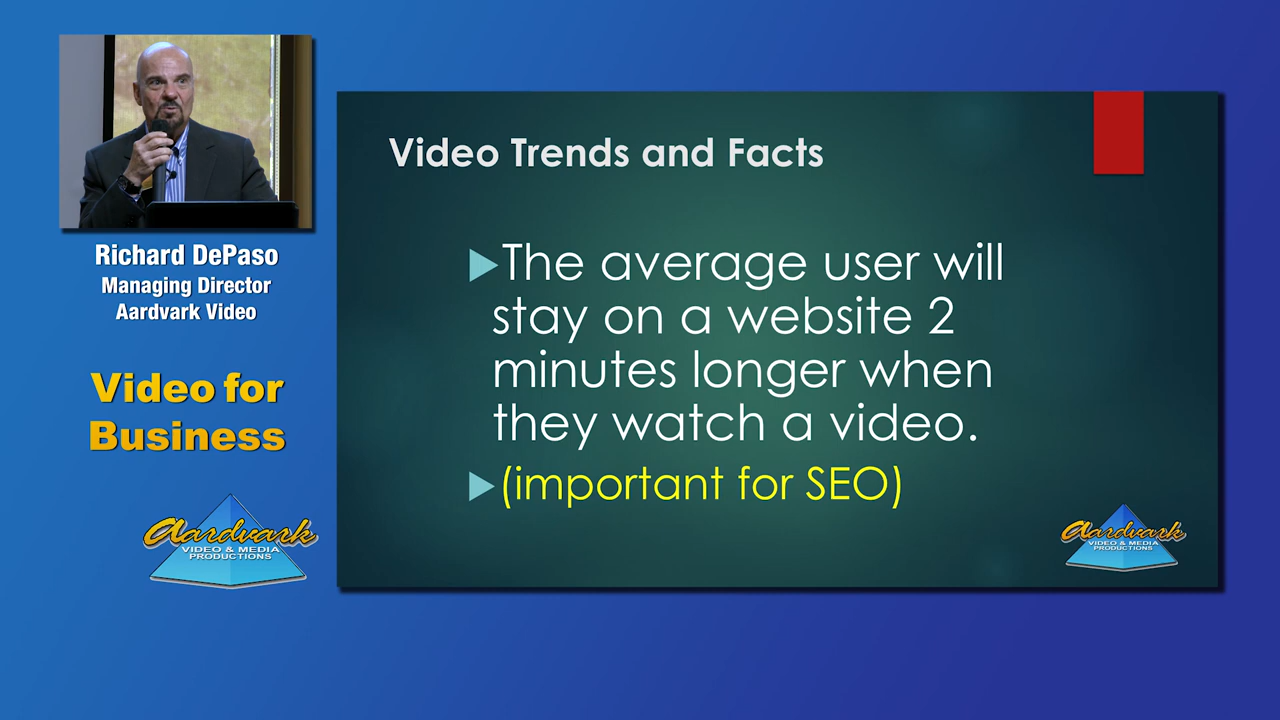 Richard DePaso
Managing Director
Aardvark Video
Video for
Business
Aardvark
VIDEO & MEDIA
PRODUCTIONS
Video Trends and Facts
The average user will
stay on a website 2
minutes longer when
they watch a video.
(important for SEO)
Aardvark
VIDEO & MEDIA
PRODUCTIONS